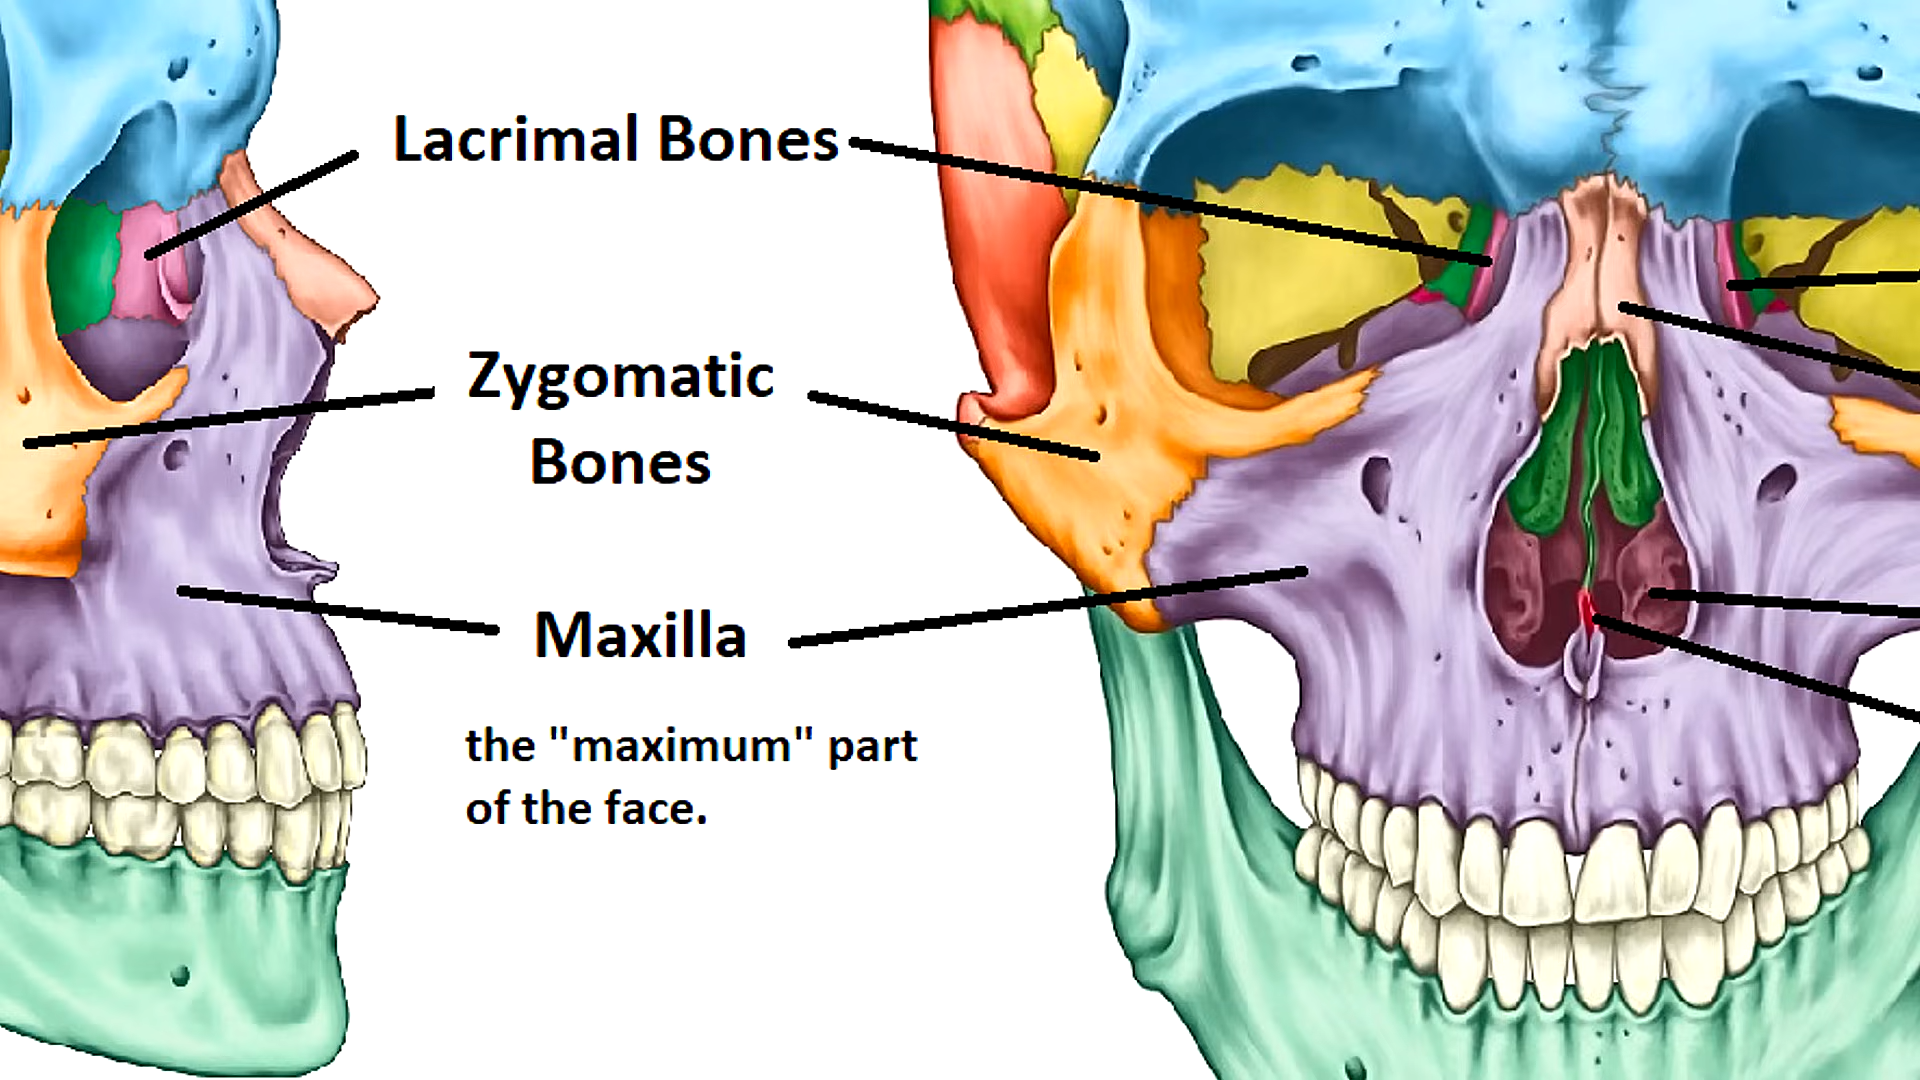 Lacrimal Bones
Zygomatic
Bones
Maxilla
the "maximum" part
of the face.